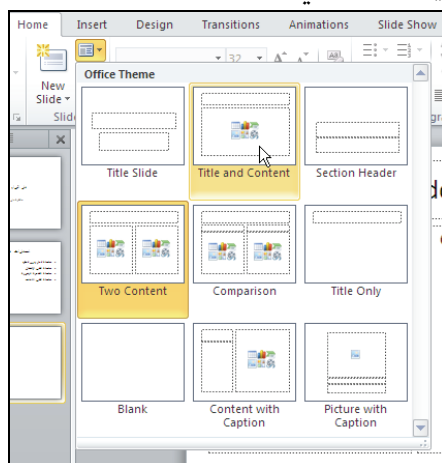 Home Insert Design Transitions Animations Slide Show
32
New
Slide
Office Theme
Title Slide Title and Content Section Header
Two Content Comparison Title Only
Blank Content with
Caption Picture with
Caption